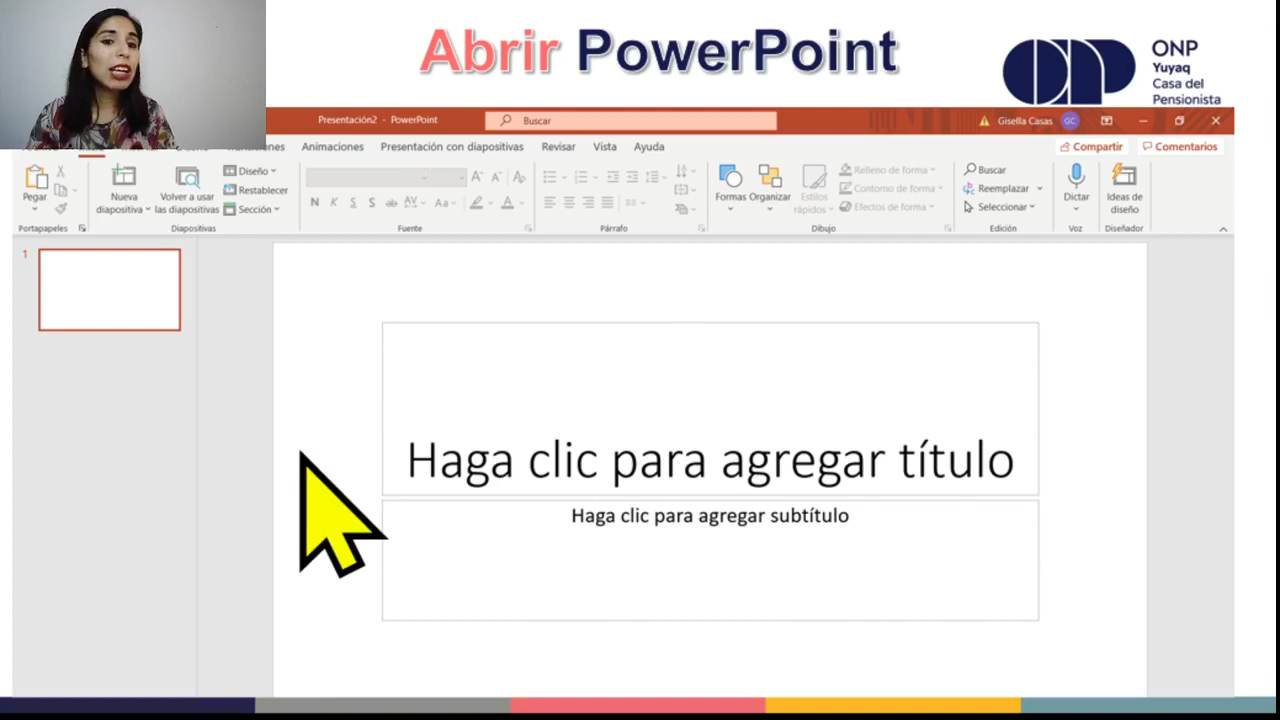 Abrir PowerPoint
ONP
Yuyaq
Casa del
Pensionista
Presentación2 - PowerPoint
Buscar
Gisella Casas
GC
Animaciones
Presentación con diapositivas
Revisar
Vista
Ayuda
Compartir
Comentarios
Pegar
Portapapeles
Nueva
diapositiva
Volver a usar
las diapositivas
Diseño
Restablecer
Sección
Diapositivas
N K S S ab AV Aa A
Fuente
Párrafo
Formas
Organizar
Estilos
rápidos
Relleno de forma
Contorno de forma
Efectos de forma
Dibujo
Buscar
Reemplazar
Seleccionar
Edición
Dictar
Voz
Ideas de
diseño
Diseñador
1
Haga clic para agregar título
Haga clic para agregar subtítulo